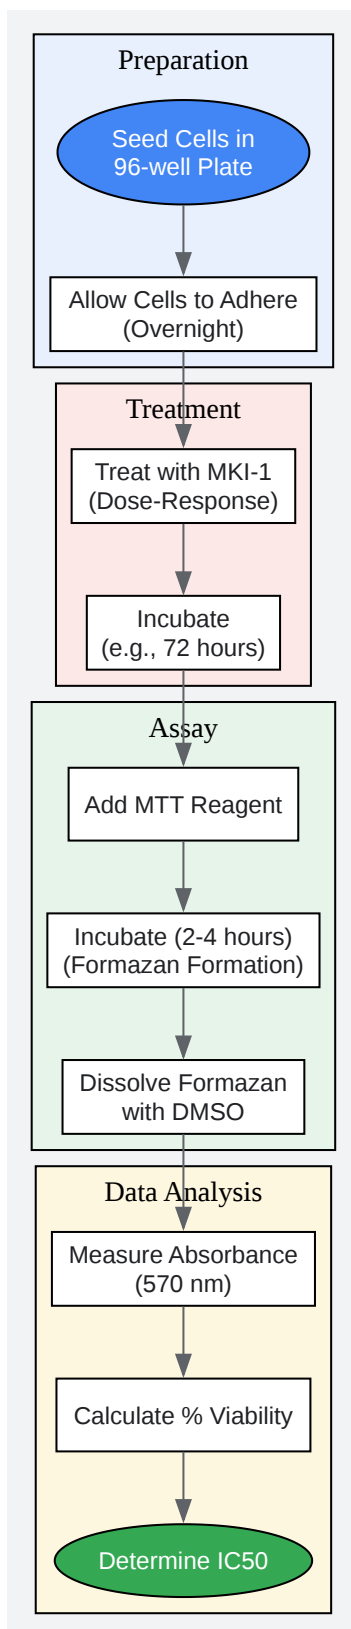 Preparation
Seed Cells in
96-well Plate
Allow Cells to Adhere
(Overnight)
Treatment
Treat with MKI-1
(Dose-Response)
Incubate
(e.g., 72 hours)
Assay
Add MTT Reagent
Incubate (2-4 hours)
(Formazan Formation)
Dissolve Formazan
with DMSO
Data Analysis
Measure Absorbance
(570 nm)
Calculate % Viability
Determine IC50